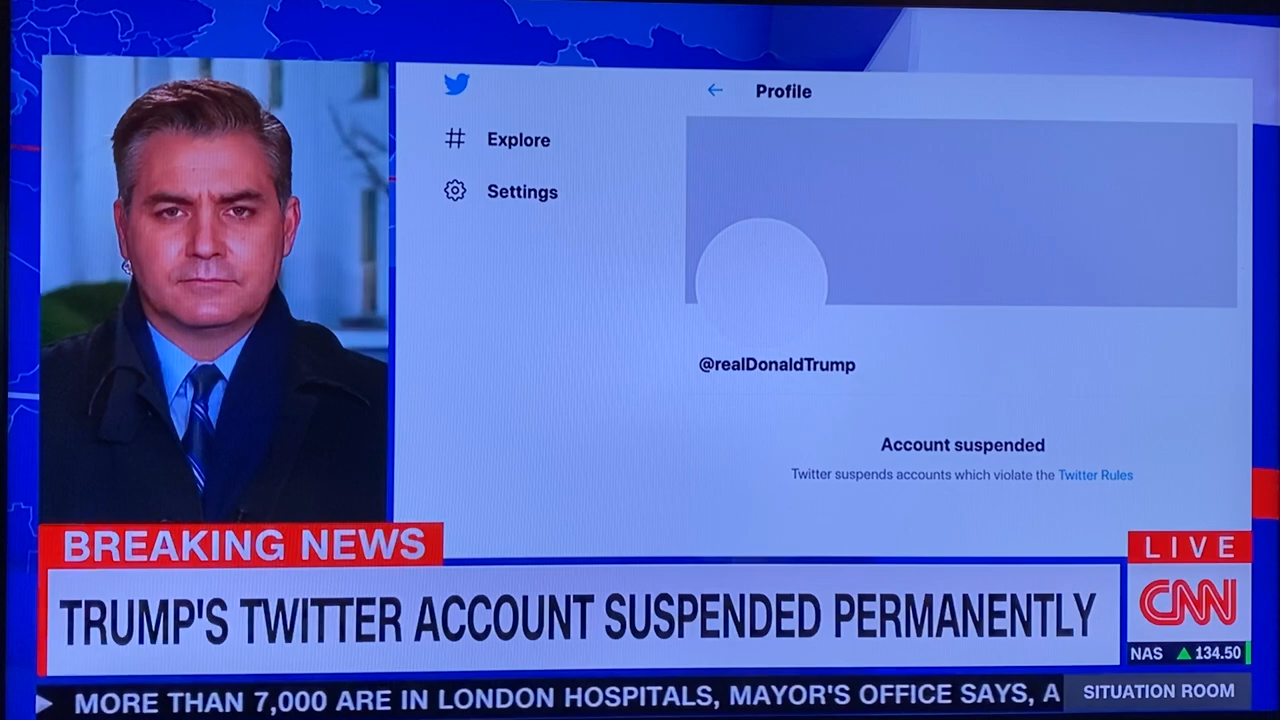 Profile
# Explore
Settings
@realDonaldTrump
Account suspended
Twitter suspends accounts which violate the Twitter Rules
BREAKING NEWS
TRUMP'S TWITTER ACCOUNT SUSPENDED PERMANENTLY
LIVE
CNN
NAS ▲ 134.50
MORE THAN 7,000 ARE IN LONDON HOSPITALS, MAYOR'S OFFICE SAYS, A
SITUATION ROOM